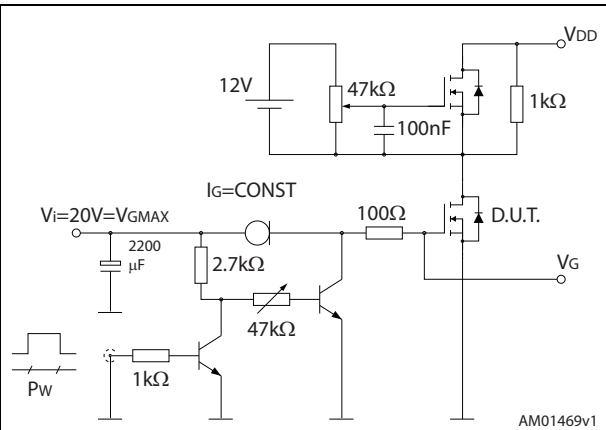 VDD
12V
47kΩ
1kΩ
100nF
IG=CONST
Vi=20V=VGMAX
100Ω
D.U.T.
2200
μF
2.7kΩ
VG
47kΩ
1kΩ
PW
AM01469v1